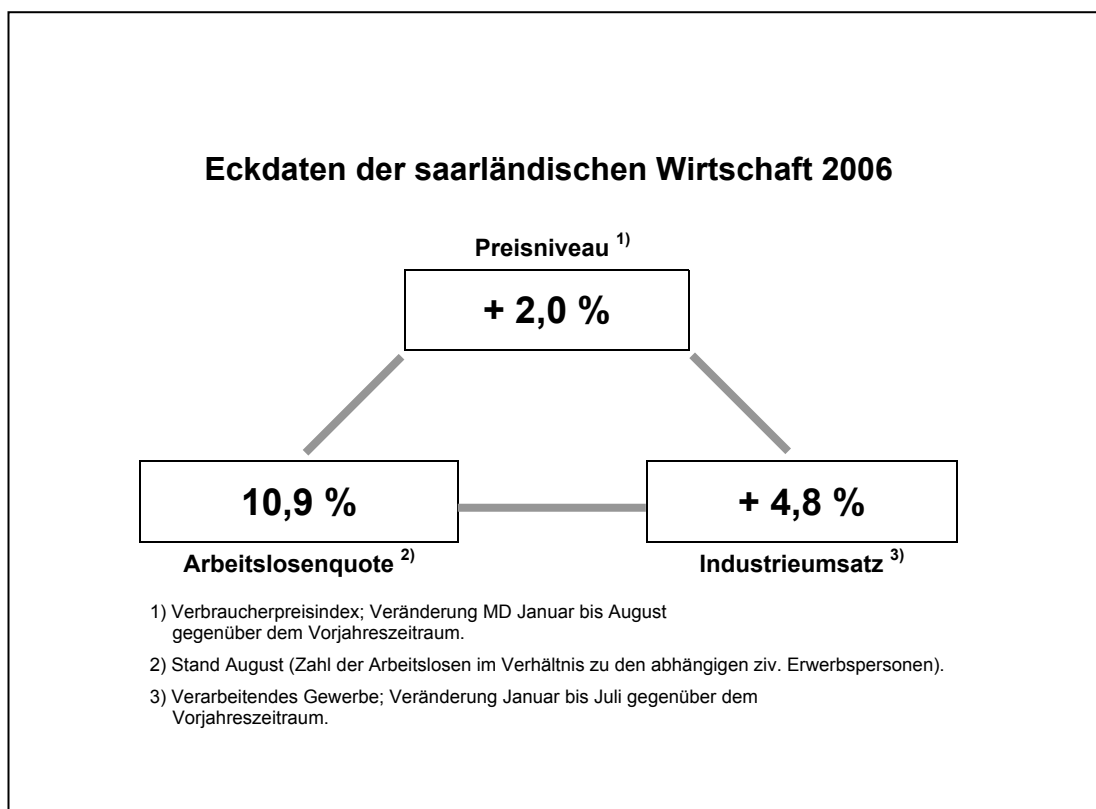 Eckdaten der saarländischen Wirtschaft 2006
Preisniveau 1)
+ 2,0 %
10,9 %
+ 4,8 %
Arbeitslosenquote 2)
Industrieumsatz 3)
1) Verbraucherpreisindex; Veränderung MD Januar bis August
gegenüber dem Vorjahreszeitraum.
2) Stand August (Zahl der Arbeitslosen im Verhältnis zu den abhängigen ziv. Erwerbspersonen).
3) Verarbeitendes Gewerbe; Veränderung Januar bis Juli gegenüber dem
Vorjahreszeitraum.